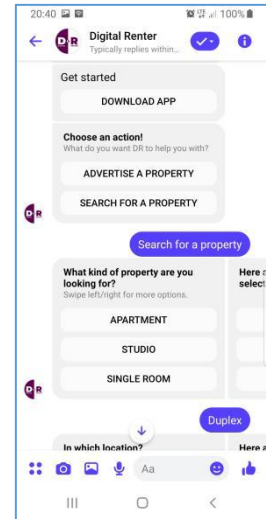 20:40
100%
Digital Renter
Typically replies within...
Get started
DOWNLOAD APP
Choose an action!
What do you want DR to help you with?
ADVERTISE A PROPERTY
SEARCH FOR A PROPERTY
D R
Search for a property
What kind of property are you
looking for?
Swipe left/right for more options.
Here
select
APARTMENT
STUDIO
SINGLE ROOM
D R
Duplex
In which location?
Here a
Aa